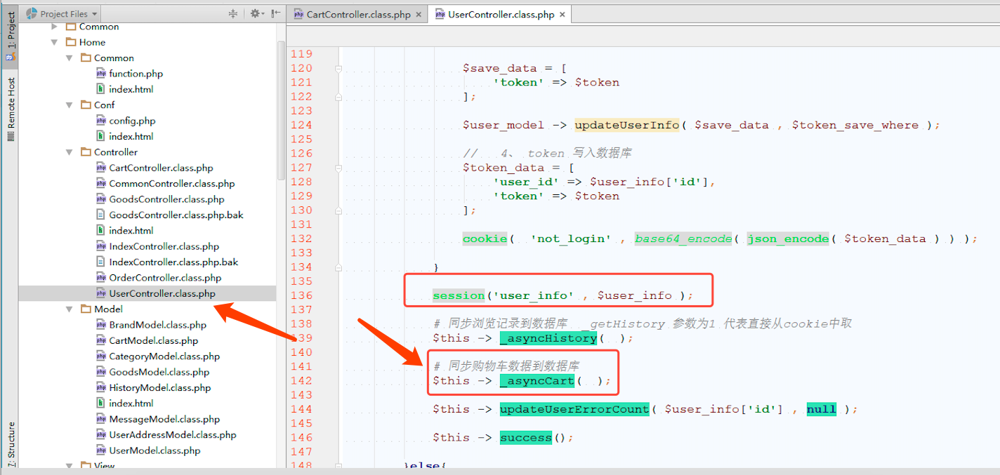 Project Files
CartController.class.php
UserController.class.php
1: Project
Remote Host
7: Structure
Common
Home
Common
function.php
index.html
Conf
config.php
index.html
Controller
CartController.class.php
CommonController.class.php
GoodsController.class.php
GoodsController.class.php.bak
index.html
IndexController.class.php
IndexController.class.php.bak
OrderController.class.php
UserController.class.php
Model
BrandModel.class.php
CartModel.class.php
CategoryModel.class.php
GoodsModel.class.php
HistoryModel.class.php
index.html
MessageModel.class.php
UserAddressModel.class.php
UserModel.class.php
View
119
120 $save_data = [
121 'token' => $token
122 ];
123
124 $user_model -> updateUserInfo( $save_data , $token_save_where );
125
126 // 4、 token 写入数据库
127 $token_data = [
128 'user_id' => $user_info['id'],
129 'token' => $token
130 ];
131
132 cookie( 'not_login' , base64_encode( json_encode( $token_data ) ) );
133
134 }
135
136 session('user_info' , $user_info );
137
138 # 同步浏览记录到数据库 _getHistory 参数为1 代表直接从cookie中取
139 $this -> _asyncHistory( );
140
141 # 同步购物车数据到数据库
142 $this -> _asyncCart( );
143
144 $this -> updateUserErrorCount( $user_info['id'] , null );
145
146 $this -> success();
147
148 }else{